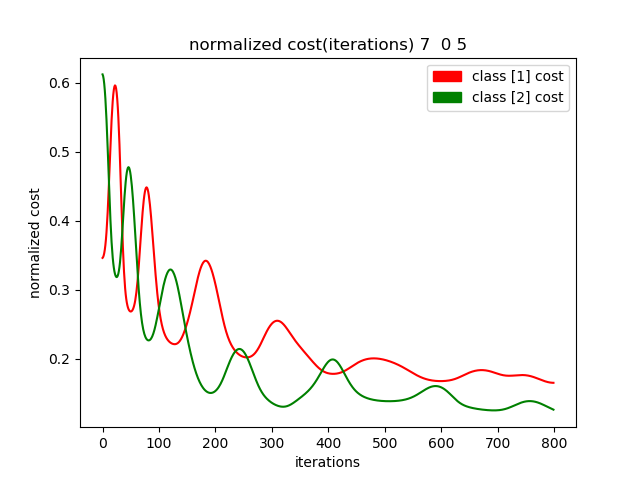 normalized cost(iterations) 7  0 5
class [1] cost
class [2] cost
normalized cost
0.6
0.5
0.4
0.3
0.2
0 100 200 300 400 500 600 700 800
iterations